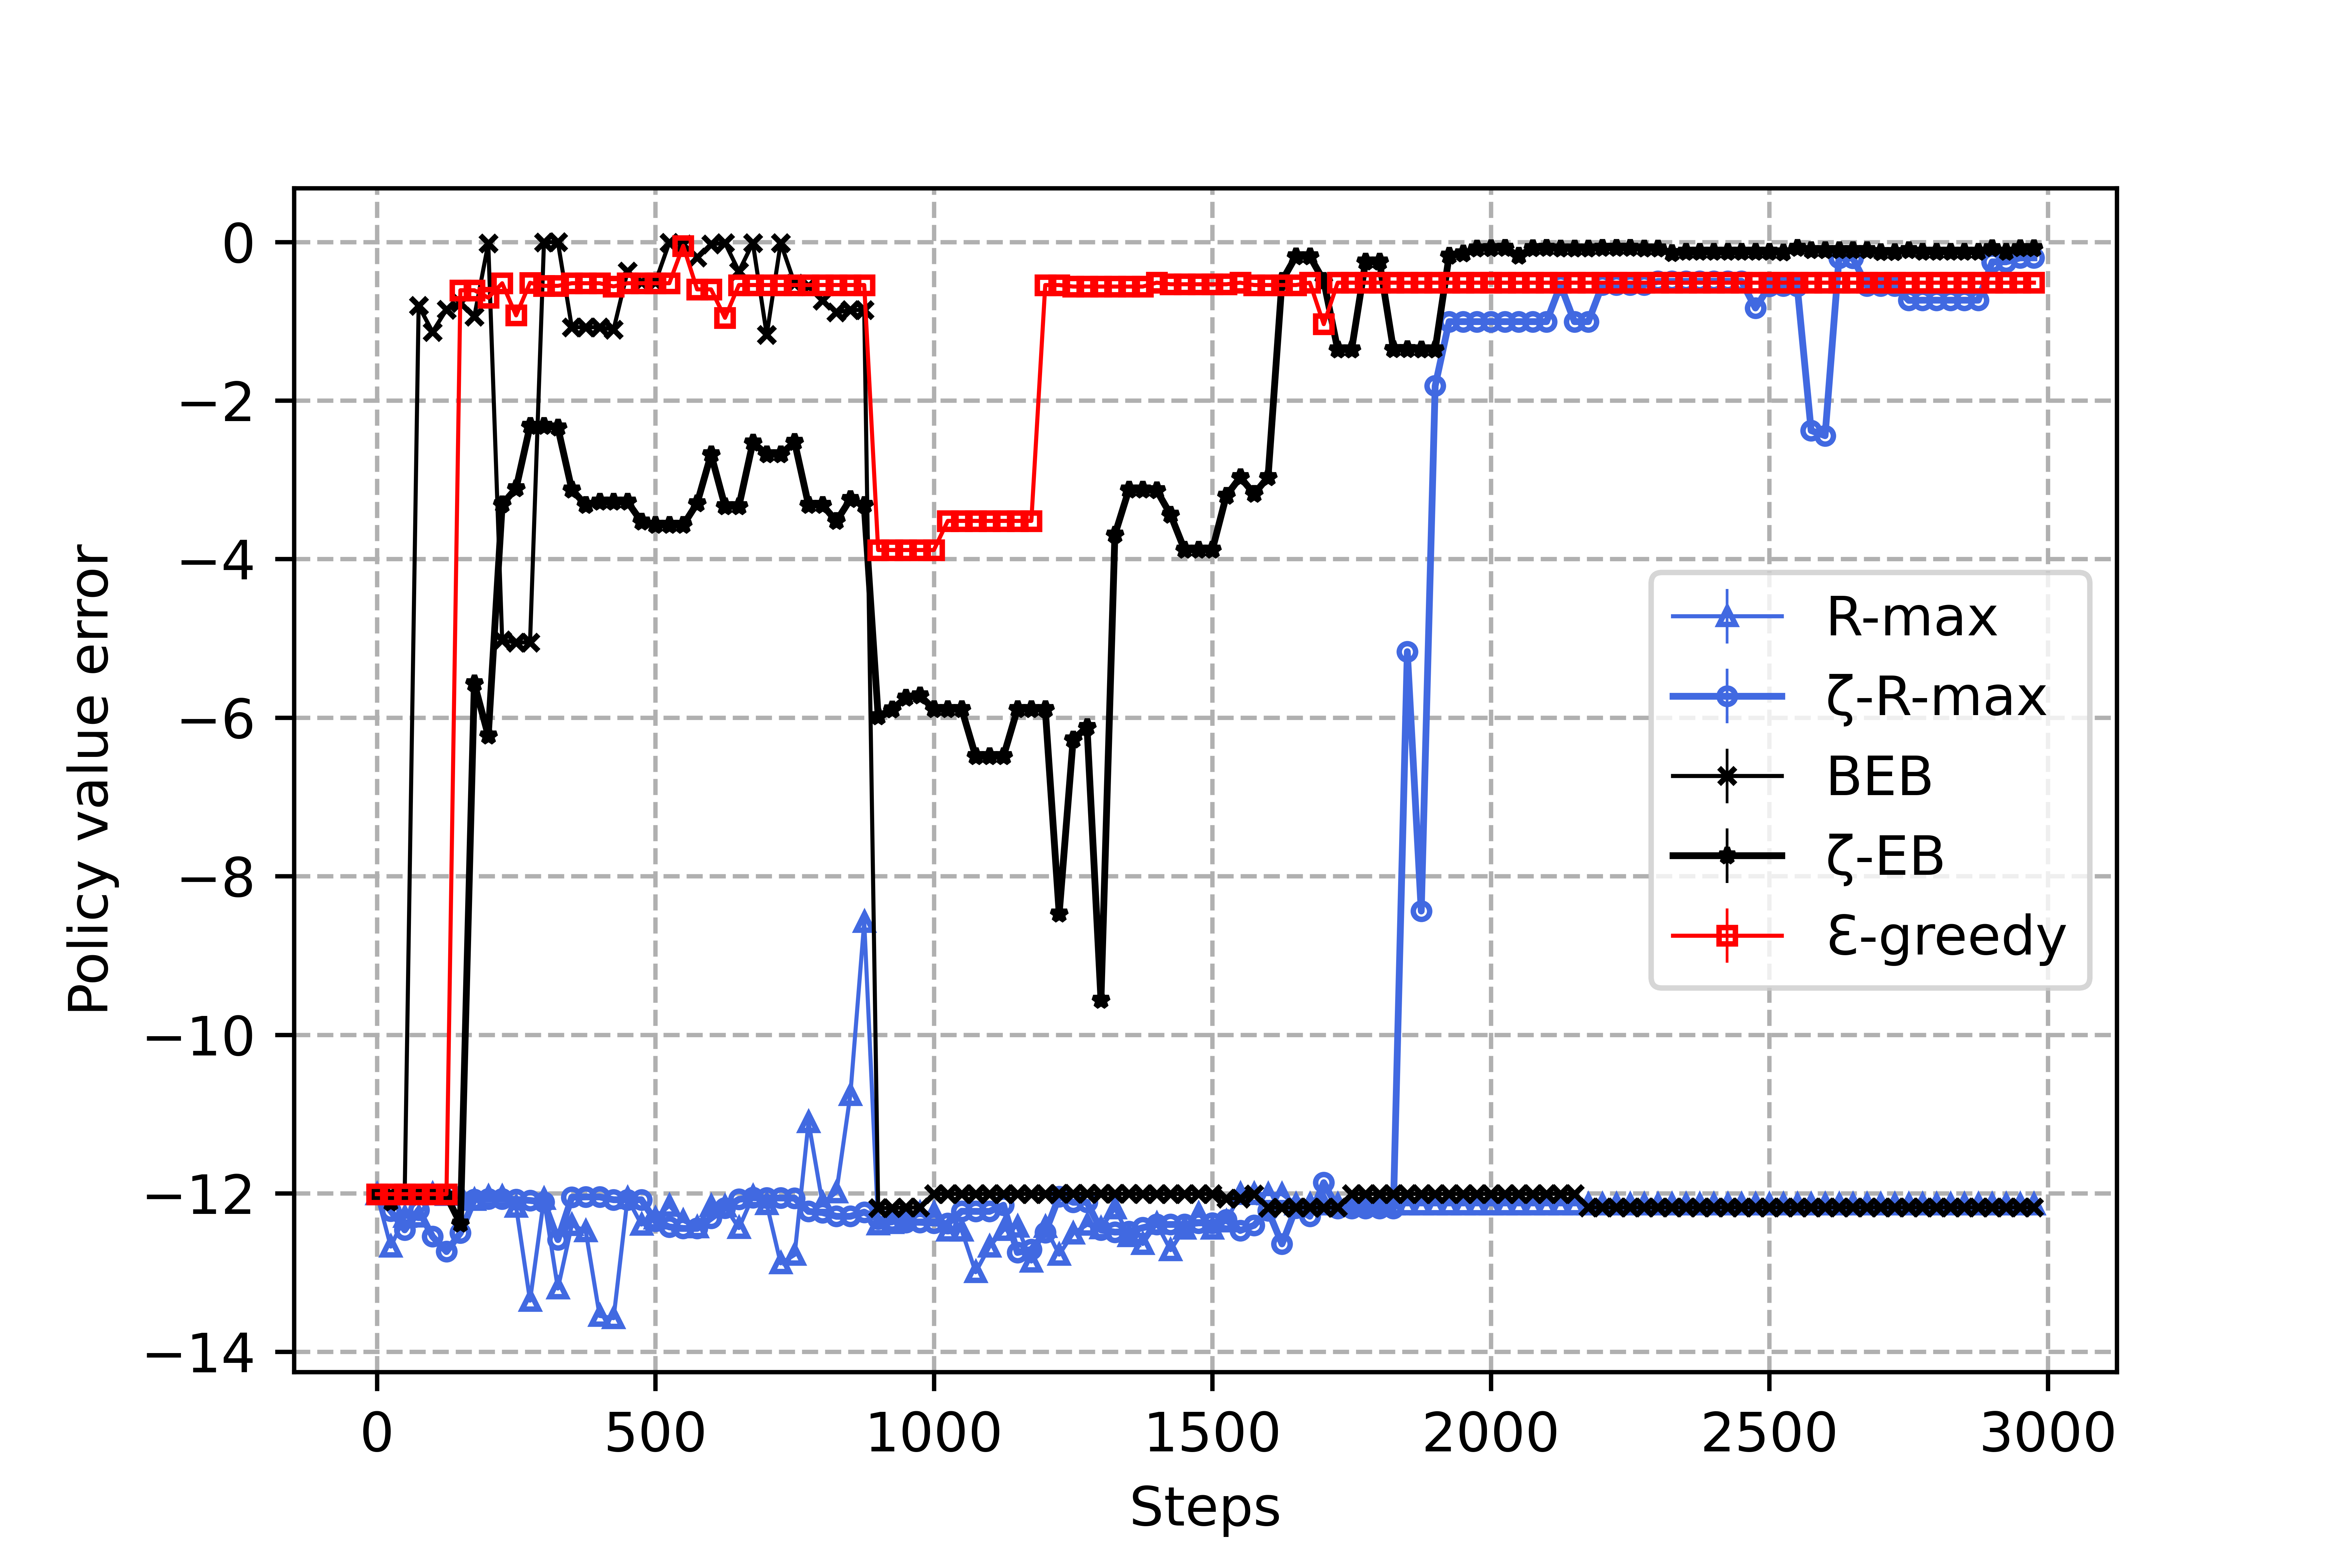 0
−2
−4
−6
−8
−10
−12
−14
Policy value error
R-max
ζ-R-max
BEB
ζ-EB
Ɛ-greedy
0 500 1000 1500 2000 2500 3000
Steps